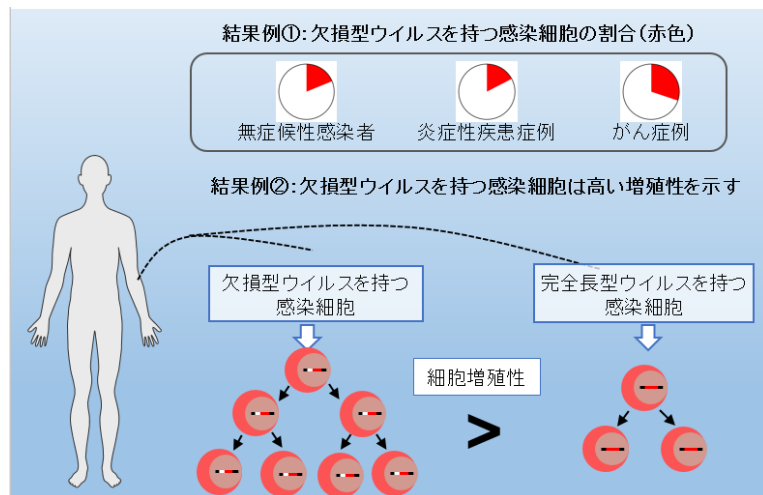 結果例①:欠損型ウイルスを持つ感染細胞の割合(赤色)
無症候性感染者
炎症性疾患症例
がん症例
結果例②:欠損型ウイルスを持つ感染細胞は高い増殖性を示す
欠損型ウイルスを持つ
感染細胞
完全長型ウイルスを持つ
感染細胞
細胞増殖性
>